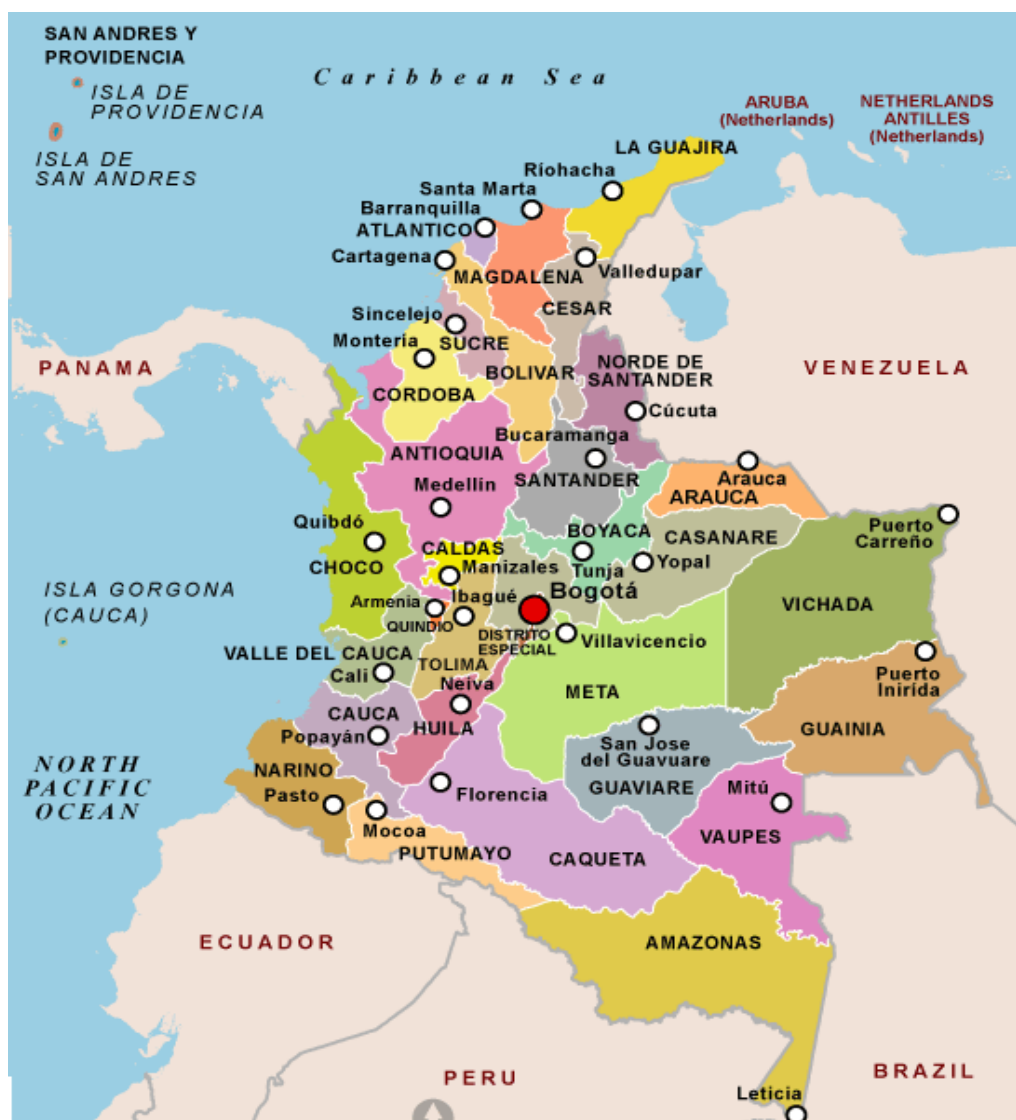 SAN ANDRES Y
PROVIDENCIA
ISLA DE
PROVIDENCIA
ISLA DE
SAN ANDRES
Caribbean Sea
ARUBA
(Netherlands)
NETHERLANDS
ANTILLES
(Netherlands)
LA GUAJIRA
Ríohacha
Santa Marta
Barranquilla
ATLANTICO
Cartagena
MAGDALENA
Valledupar
CESAR
Sincelejo
SUCRE
Monteria
CORDOBA
BOLIVAR
NORDE DE
SANTANDER
Cúcuta
PANAMA
VENEZUELA
Bucaramanga
ANTIOQUIA
SANTANDER
Medellín
Arauca
ARAUCA
Quibdó
CHOCO
BOYACA
CASANARE
Puerto
Carreño
CALDAS
Manizales
Tunja
Yopal
ISLA GORGONA
(CAUCA)
Armenia
Ibagué
Bogotá
QUINDIO
DISTRITO
ESPECIAL
Villavicencio
VICHADA
VALLE DEL CAUCA
Cali
TOLIMA
Neiva
META
Puerto
Inirida
CAUCA
Popayán
HUILA
San Jose
del Guavuare
GUAINIA
NORTH
PACIFIC
OCEAN
NARINO
Pasto
Mocoa
Florencia
GUAVIARE
Mitú
VAUPES
PUTUMAYO
CAQUETA
ECUADOR
AMAZONAS
PERU
BRAZIL
Leticia